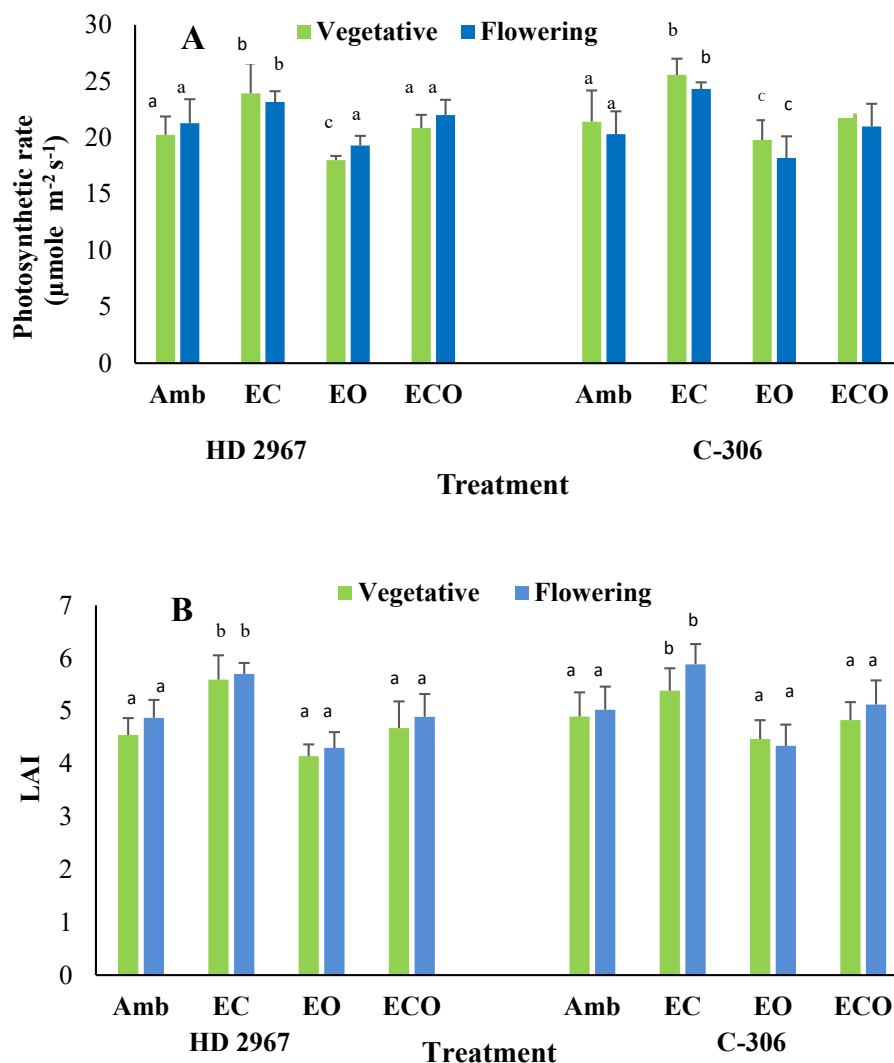 30
A
Vegetative
Flowering
a a b b c a a a
a a b b c c
25
20
15
10
5
0
Photosynthetic rate
(µmole m⁻² s⁻¹)
Amb EC EO ECO Amb EC EO ECO
HD 2967 C-306
Treatment
B
Vegetative
Flowering
7
6
5
4
3
2
1
0
LAI
a a b b a a a a
a a b b a a a a
Amb EC EO ECO Amb EC EO ECO
HD 2967 Treatment C-306